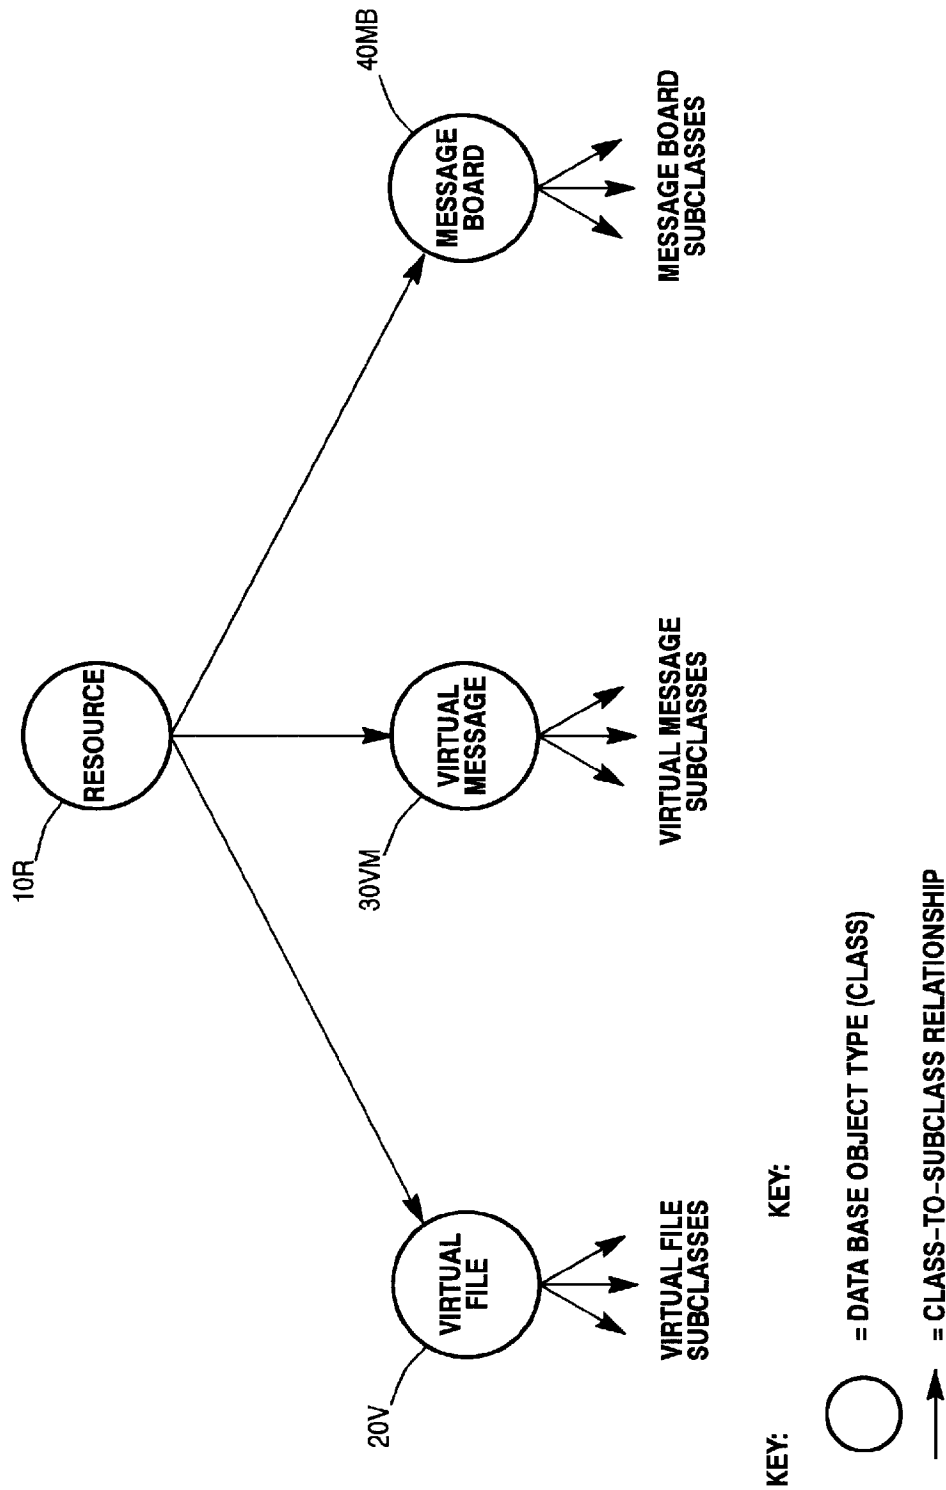 10R
RESOURCE
20V
VIRTUAL
FILE
30VM
VIRTUAL
MESSAGE
40MB
MESSAGE
BOARD
VIRTUAL FILE
SUBCLASSES
VIRTUAL MESSAGE
SUBCLASSES
MESSAGE BOARD
SUBCLASSES
KEY:
KEY:
= DATA BASE OBJECT TYPE (CLASS)
= CLASS-TO-SUBCLASS RELATIONSHIP